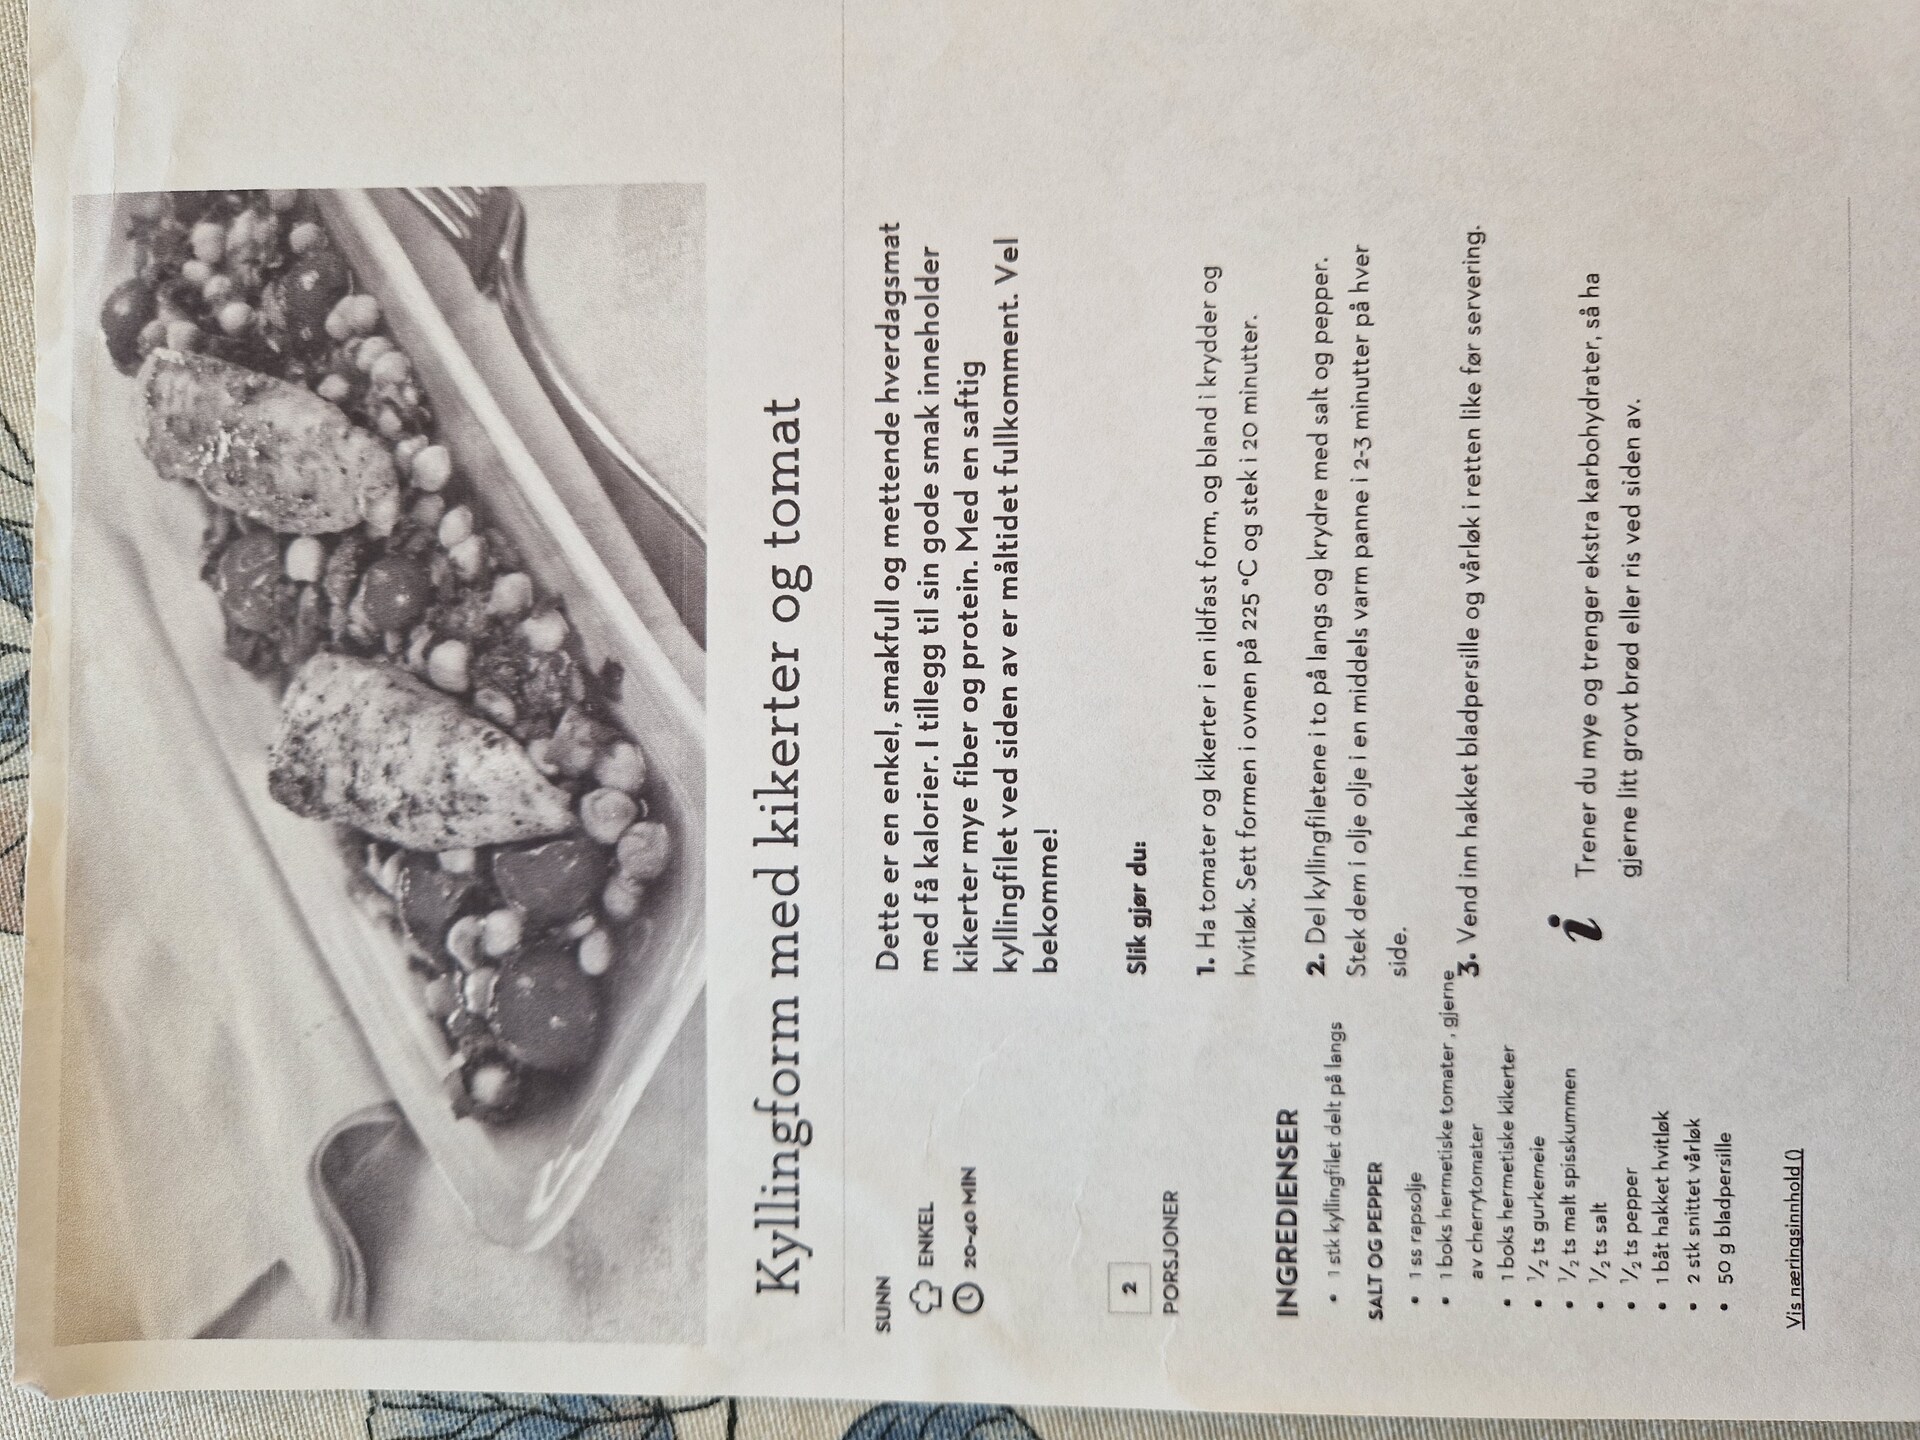 Kyllingform med kikerter og tomat
SUNN
ENKEL
20-40 MIN
Dette er en enkel, smakfull og mettende hverdagsmat
med få kalorier. I tillegg til sin gode smak inneholder
kikerter mye fiber og protein. Med en saftig
kyllingfilet ved siden av er måltidet fullkomment. Vel
bekomme!
2
PORSJONER
INGREDIENSER
• 1 stk kyllingfilet delt på langs
SALT OG PEPPER
• 1 ss rapsolje
• 1 boks hermetiske tomater , gjerne
av cherrytomater
• 1 boks hermetiske kikerter
• 1/2 ts gurkemeie
• 1/2 ts malt spisskummen
• 1/2 ts salt
• 1/2 ts pepper
• 1 båt hakket hvitløk
• 2 stk snittet vårløk
• 50 g bladpersille
Vis næringsinnhold ()
Slik gjør du:
1. Ha tomater og kikerter i en ildfast form, og bland i krydder og
hvitløk. Sett formen i ovnen på 225 °C og stek i 20 minutter.
2. Del kyllingfiletene i to på langs og krydre med salt og pepper.
Stek dem i olje olje i en middels varm panne i 2-3 minutter på hver
side.
3. Vend inn hakket bladpersille og vårløk i retten like før servering.
i
Trener du mye og trenger ekstra karbohydrater, så ha
gjerne litt grovt brød eller ris ved siden av.